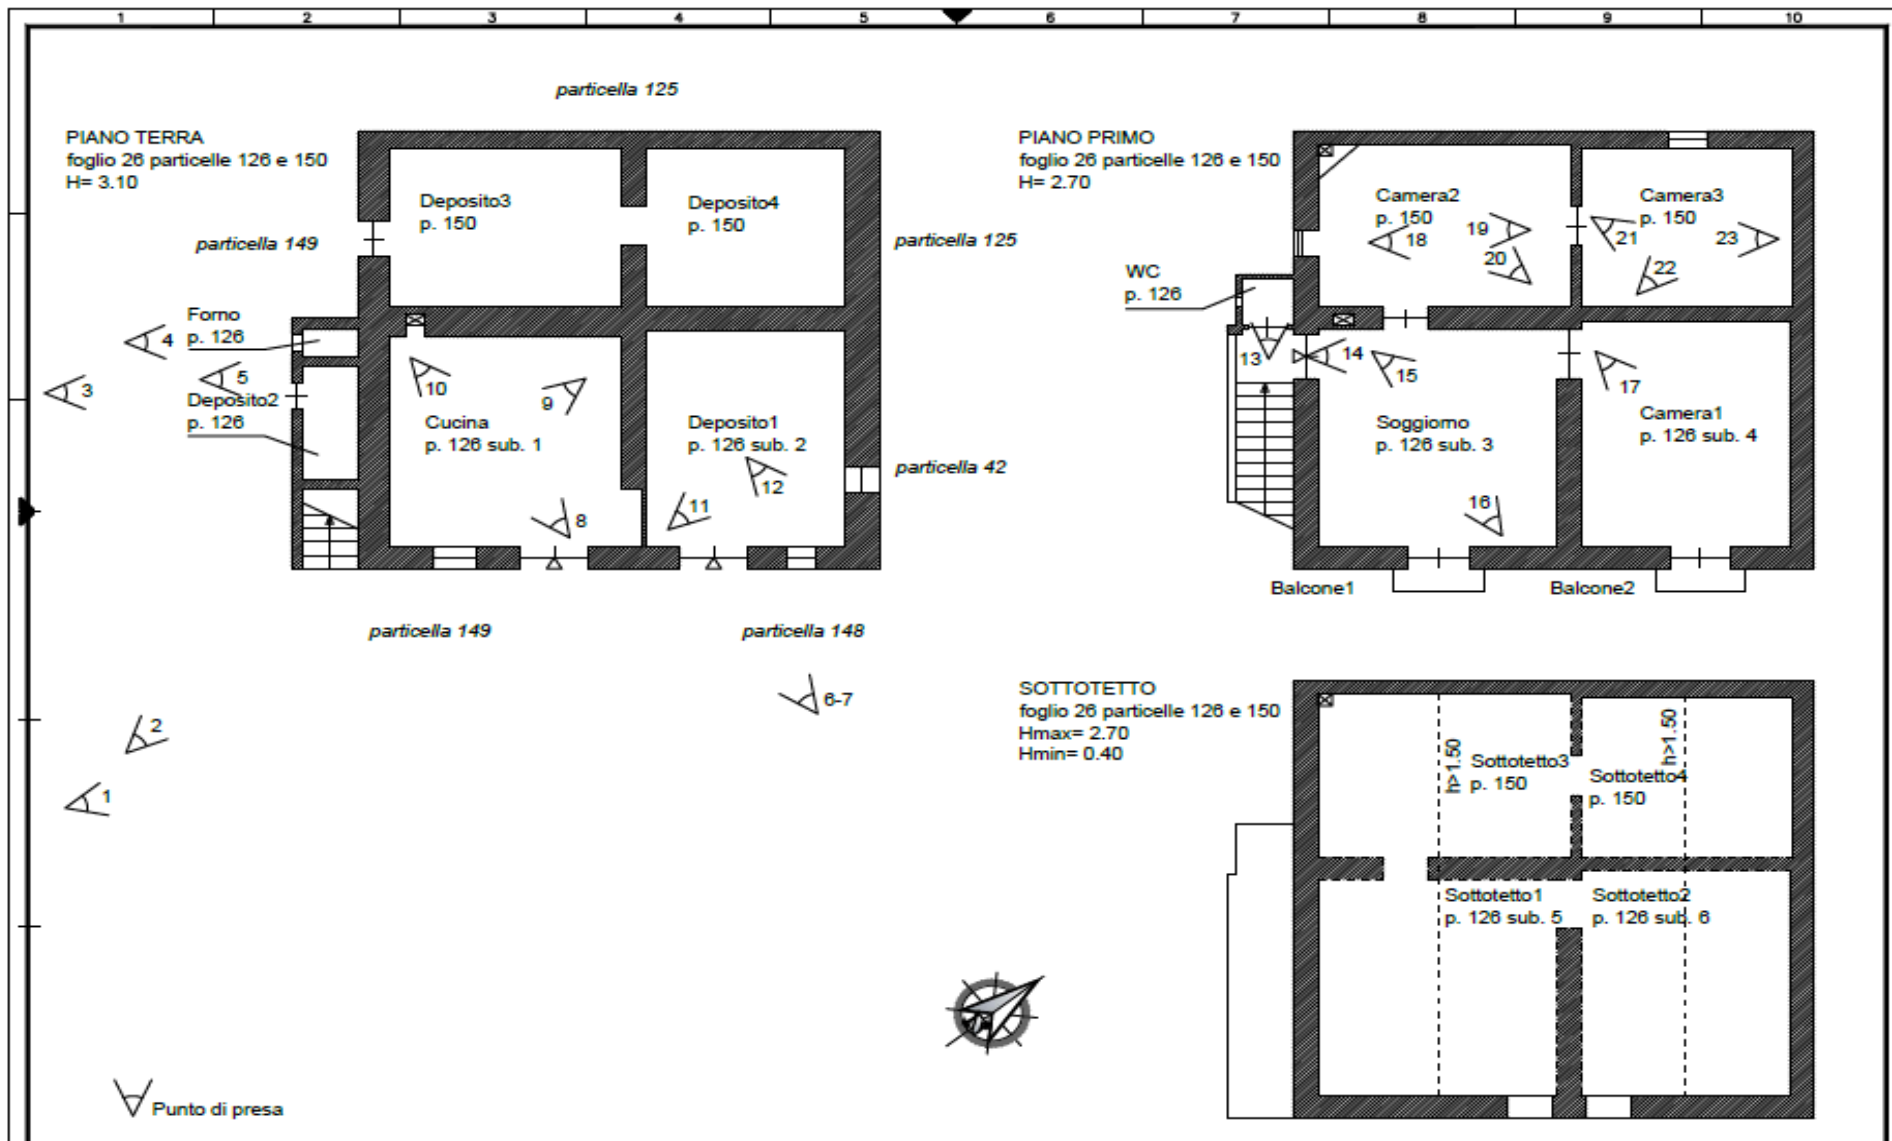 1 2 3 4 5 6 7 8 9 10
particella 125
PIANO TERRA
foglio 26 particelle 126 e 150
H= 3.10
Deposito3
p. 150
Deposito4
p. 150
particella 149
particella 125
Forno
p. 126
4
3
5
Deposito2
p. 126
10
9
Cucina
p. 126 sub. 1
Deposito1
p. 126 sub. 2
12
11
8
particella 42
particella 149
particella 148
6-7
2
1
PIANO PRIMO
foglio 26 particelle 126 e 150
H= 2.70
Camera2
p. 150
18
19
20
Camera3
p. 150
21
23
22
WC
p. 126
13
14
15
17
Soggiorno
p. 126 sub. 3
Camera1
p. 126 sub. 4
16
Balcone1
Balcone2
SOTTOTETTO
foglio 26 particelle 126 e 150
Hmax= 2.70
Hmin= 0.40
h>1.50
Sottotetto3
p. 150
h>1.50
Sottotetto4
p. 150
Sottotetto1
p. 126 sub. 5
Sottotetto2
p. 126 sub. 6
Punto di presa